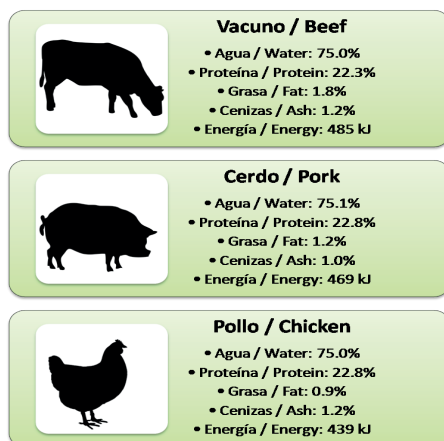 Vacuno / Beef
• Agua / Water: 75.0%
• Proteína / Protein: 22.3%
• Grasa / Fat: 1.8%
• Cenizas / Ash: 1.2%
• Energía / Energy: 485 kJ
Cerdo / Pork
• Agua / Water: 75.1%
• Proteína / Protein: 22.8%
• Grasa / Fat: 1.2%
• Cenizas / Ash: 1.0%
• Energía / Energy: 469 kJ
Pollo / Chicken
• Agua / Water: 75.0%
• Proteína / Protein: 22.8%
• Grasa / Fat: 0.9%
• Cenizas / Ash: 1.2%
• Energía / Energy: 439 kJ